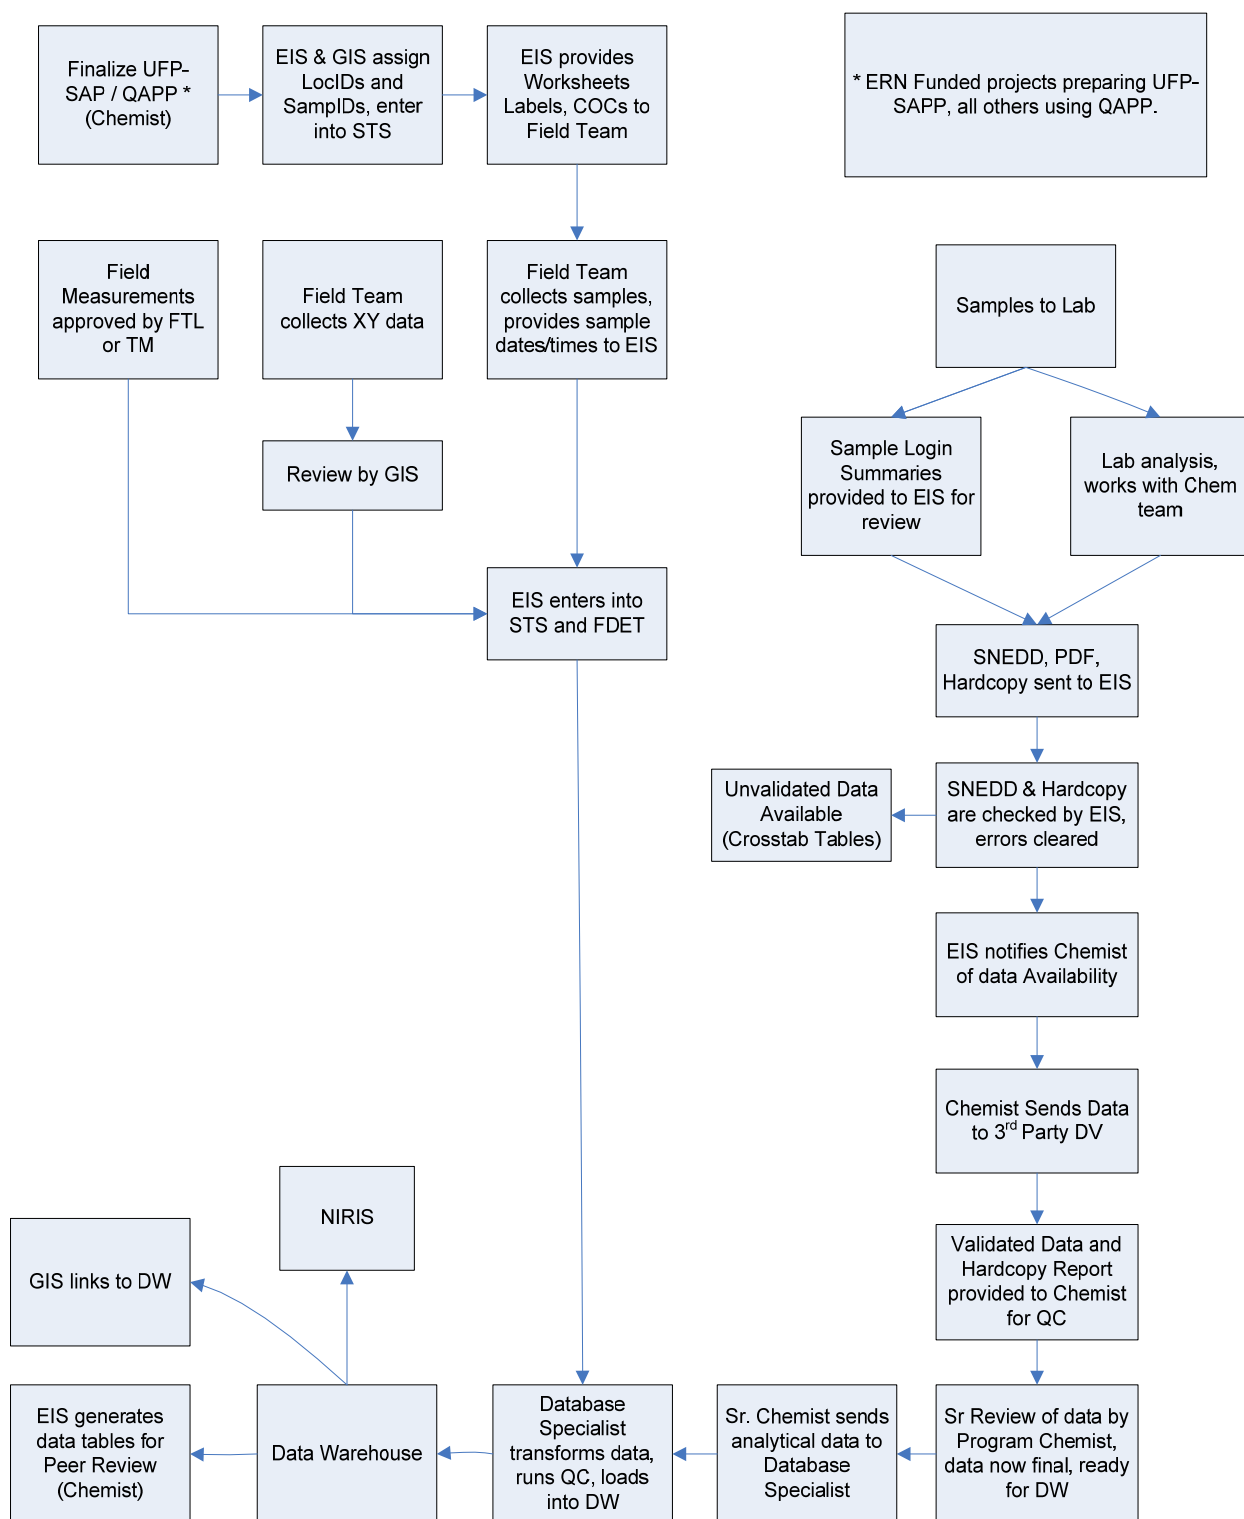 Finalize UFP-
SAP / QAPP *
(Chemist)
EIS & GIS assign
LocIDs and
SampIDs, enter
into STS
EIS provides
Worksheets
Labels, COCs to
Field Team
* ERN Funded projects preparing UFP-
SAPP, all others using QAPP.
Field
Measurements
approved by FTL
or TM
Field Team
collects XY data
Field Team
collects samples,
provides sample
dates/times to EIS
Samples to Lab
Review by GIS
Sample Login
Summaries
provided to EIS for
review
Lab analysis,
works with Chem
team
EIS enters into
STS and FDET
SNEDD, PDF,
Hardcopy sent to EIS
Unvalidated Data
Available
(Crosstab Tables)
SNEDD & Hardcopy
are checked by EIS,
errors cleared
EIS notifies Chemist
of data Availability
Chemist Sends Data
to 3rd Party DV
NIRIS
GIS links to DW
Validated Data and
Hardcopy Report
provided to Chemist
for QC
EIS generates
data tables for
Peer Review
(Chemist)
Data Warehouse
Database
Specialist
transforms data,
runs QC, loads
into DW
Sr. Chemist sends
analytical data to
Database
Specialist
Sr Review of data by
Program Chemist,
data now final, ready
for DW